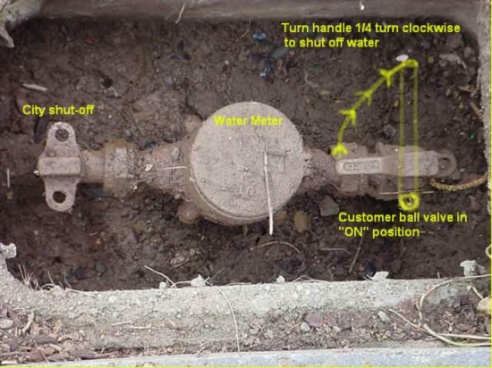 Turn handle 1/4 turn clockwise
to shut off water
City shut-off
Water Meter
Customer ball valve in
"ON" position